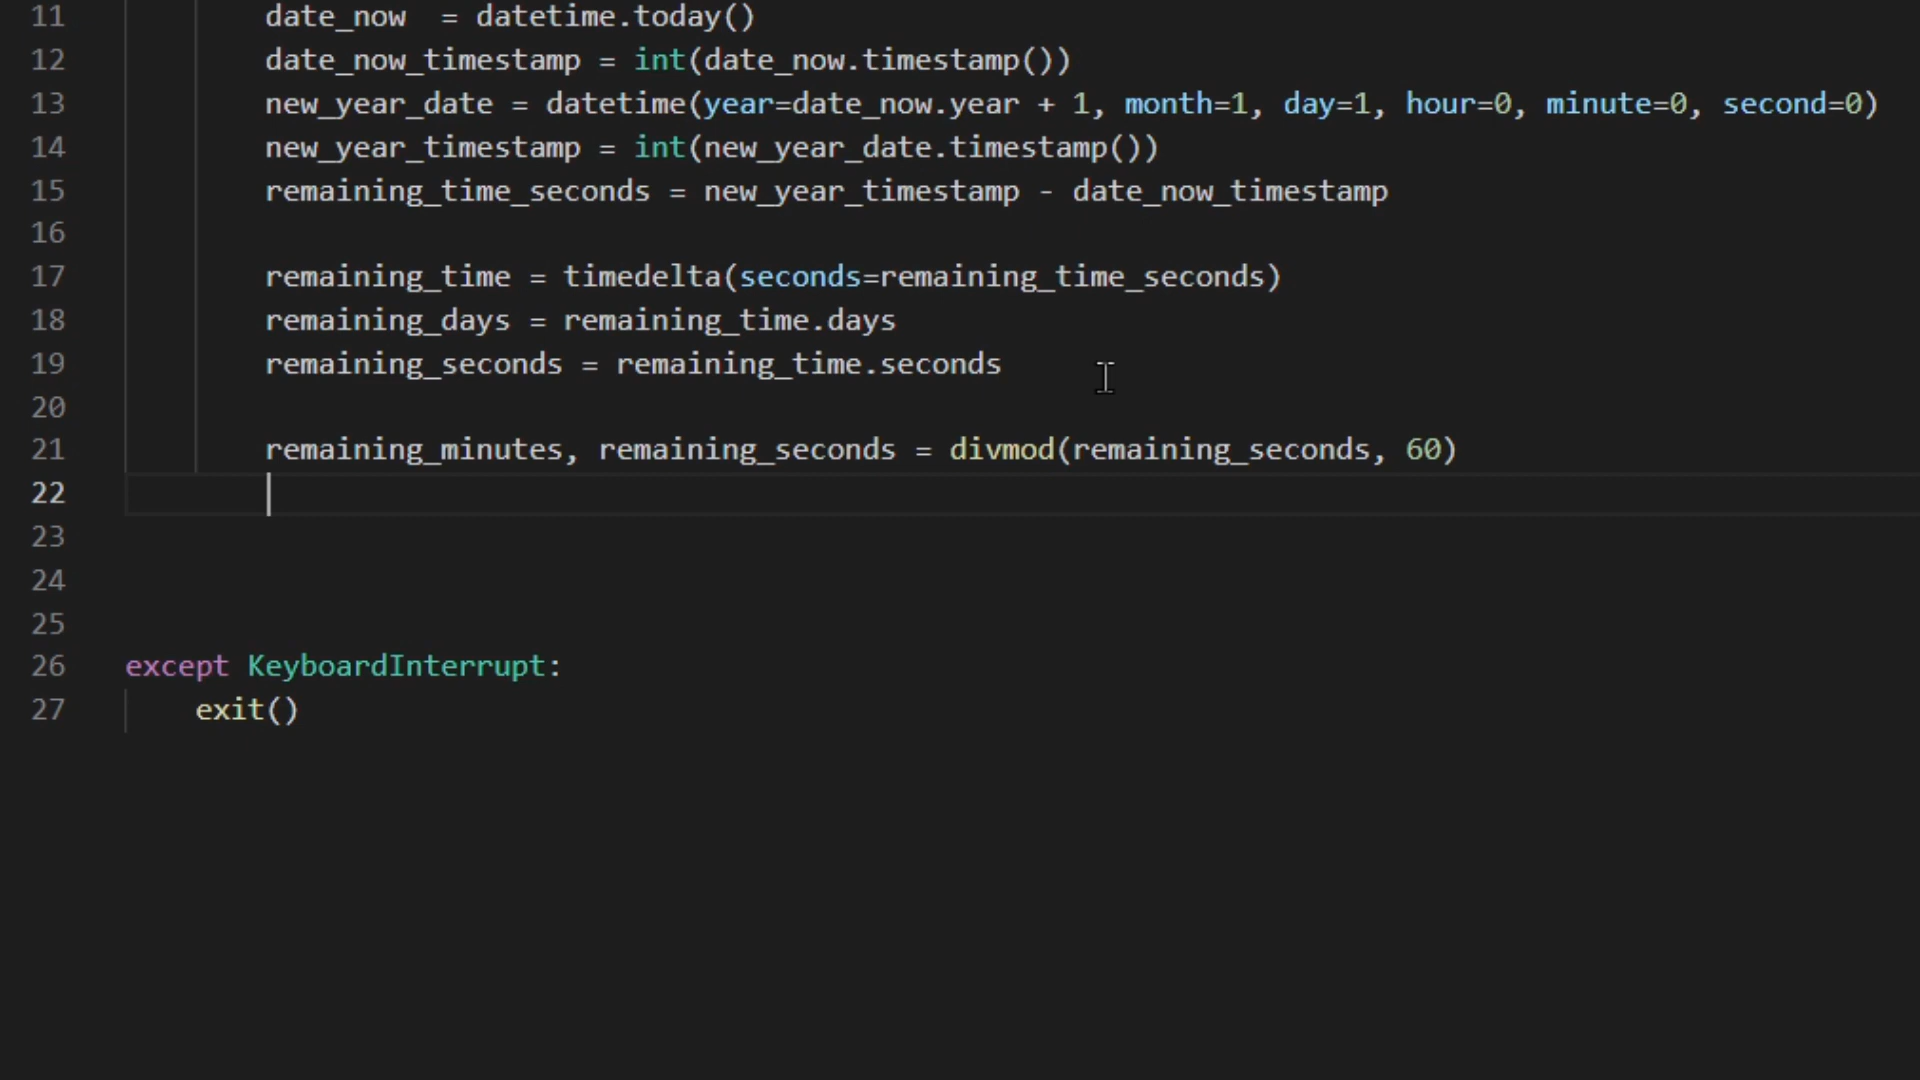 11 date_now  = datetime.today()
12 date_now_timestamp = int(date_now.timestamp())
13 new_year_date = datetime(year=date_now.year + 1, month=1, day=1, hour=0, minute=0, second=0)
14 new_year_timestamp = int(new_year_date.timestamp())
15 remaining_time_seconds = new_year_timestamp - date_now_timestamp
16
17 remaining_time = timedelta(seconds=remaining_time_seconds)
18 remaining_days = remaining_time.days
19 remaining_seconds = remaining_time.seconds
20
21 remaining_minutes, remaining_seconds = divmod(remaining_seconds, 60)
22
23
24
25
26 except KeyboardInterrupt:
27 exit()